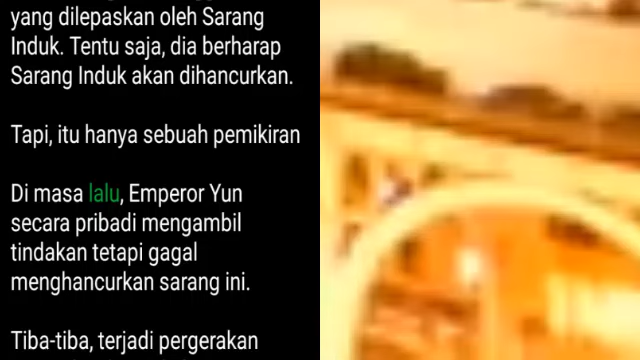 yang dilepaskan oleh Sarang
Induk. Tentu saja, dia berharap
Sarang Induk akan dihancurkan.
Tapi, itu hanya sebuah pemikiran
Di masa lalu, Emperor Yun
secara pribadi mengambil
tindakan tetapi gagal
menghancurkan sarang ini.
Tiba-tiba, terjadi pergerakan